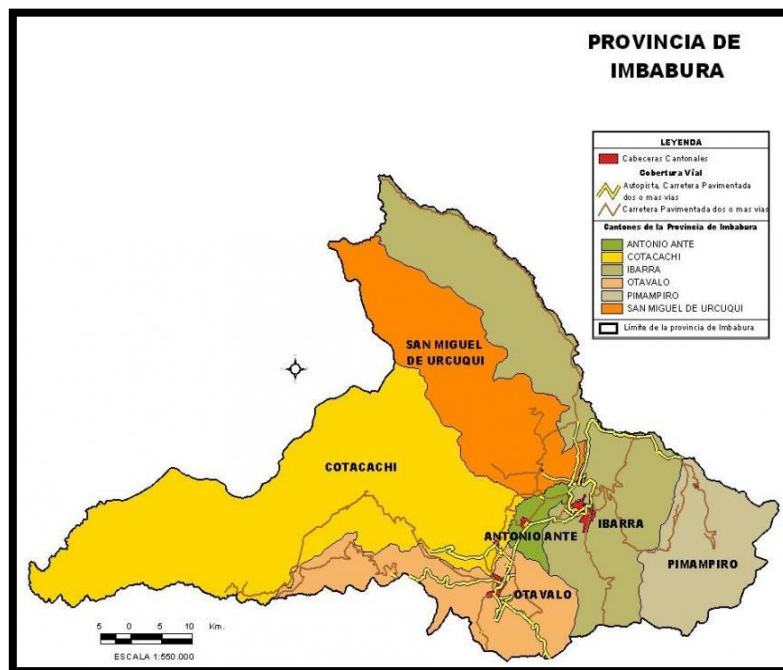 PROVINCIA DE
IMBABURA
LEYENDA
Cabeceras Cantonales
Cobertura Víal
Autopista, Carretera Pavimentada
dos o mas vias
Carretera Pavimentada dos o mas vias
Cantones de la Provincia de Imbabura
ANTONIO ANTE
COTACACHI
IBARRA
OTAVALO
PIMAMPIRO
SAN MIGUEL DE URCUQUI
Límite de la provincia de Imbabura
SAN MIGUEL
DE URCUQUI
COTACACHI
ANTONIO ANTE
IBARRA
PIMAMPIRO
OTAVALO
5 0 5 10 Km.
ESCALA 1:550.000